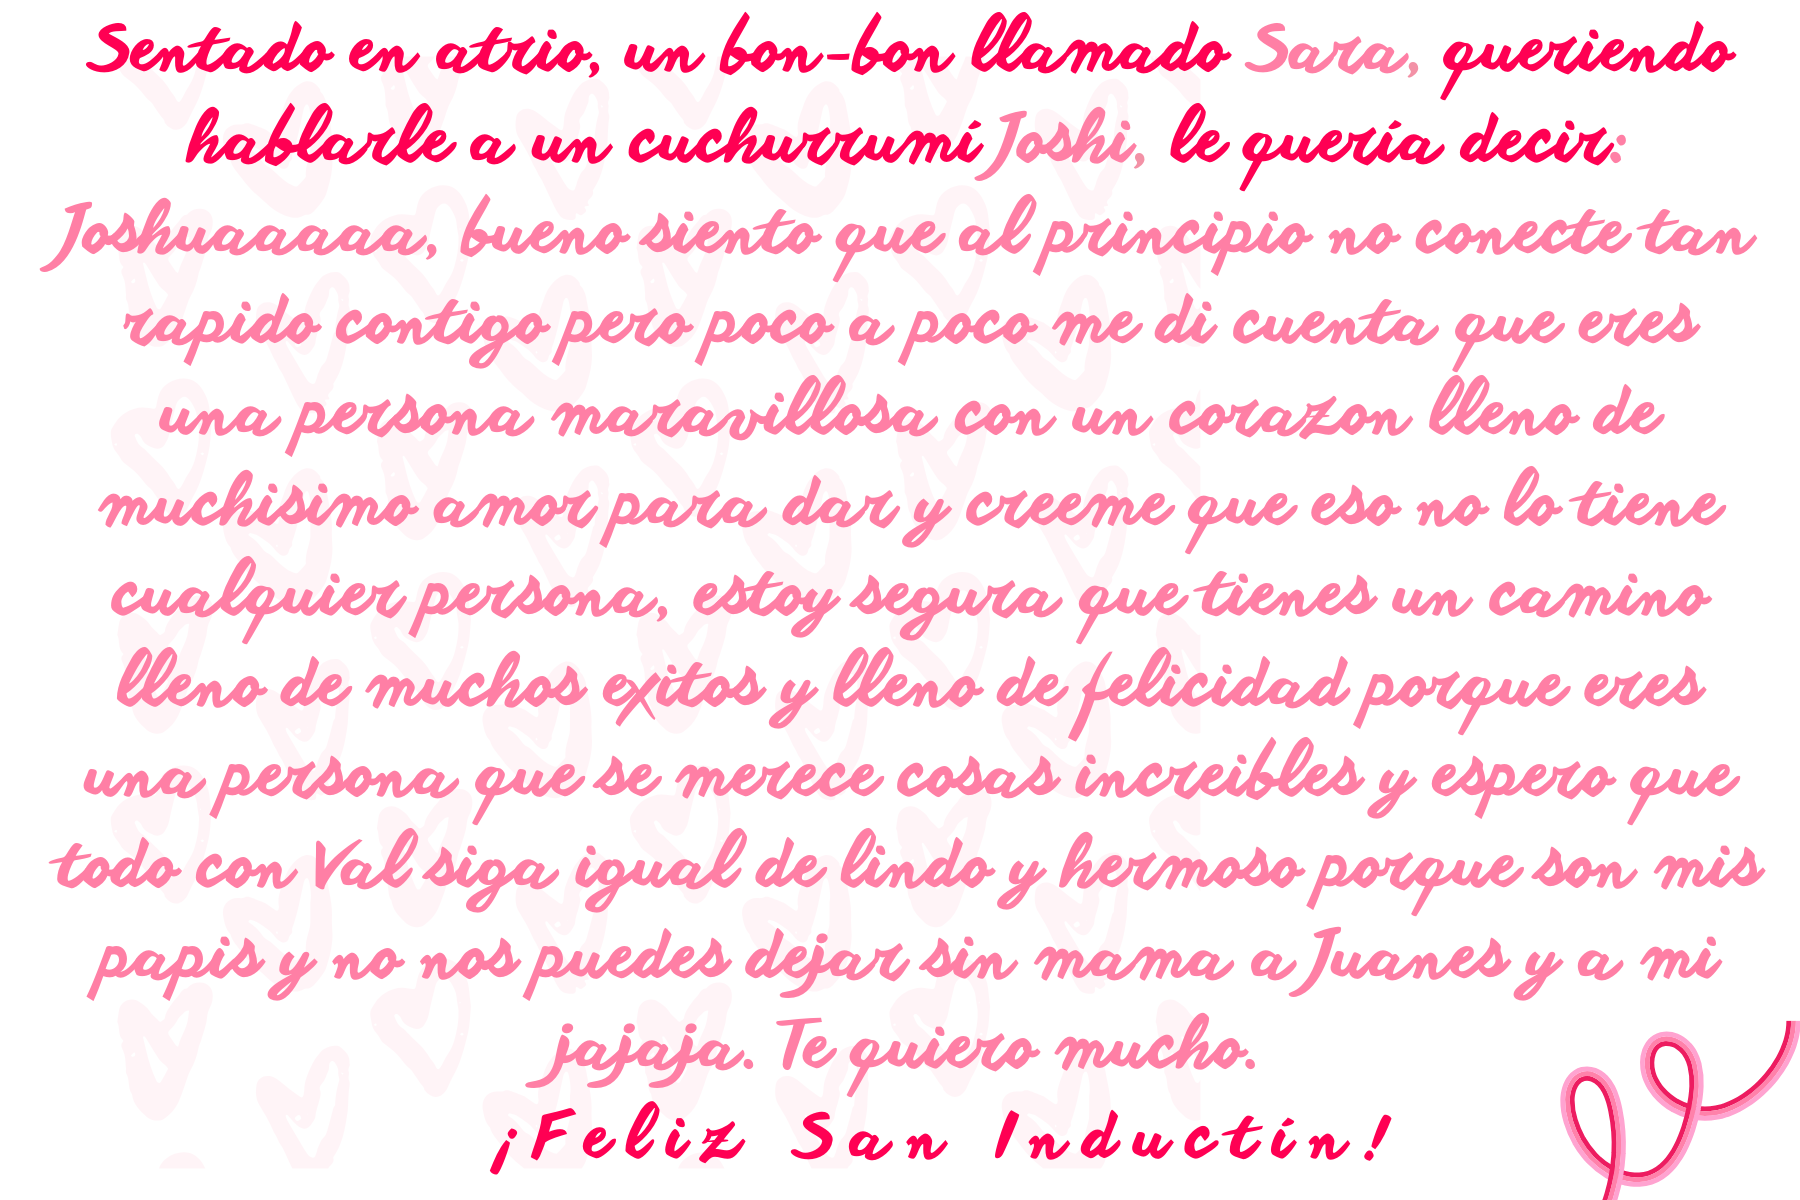 Sentado en atrio, un bon-bon llamado Sara, queriendo
hablarle a un cuchurrumí Joshi, le quería decir:
Joshuaaaaa, bueno siento que al principio no conecte tan
rapido contigo pero poco a poco me di cuenta que eres
una persona maravillosa con un corazon lleno de
muchisimo amor para dar y creeme que eso no lo tiene
cualquier persona, estoy segura que tienes un camino
lleno de muchos exitos y lleno de felicidad porque eres
una persona que se merece cosas increibles y espero que
todo con Val siga igual de lindo y hermoso porque son mis
papis y no nos puedes dejar sin mama a Juanes y a mi
jajaja. Te quiero mucho.
¡Feliz San Inductín!